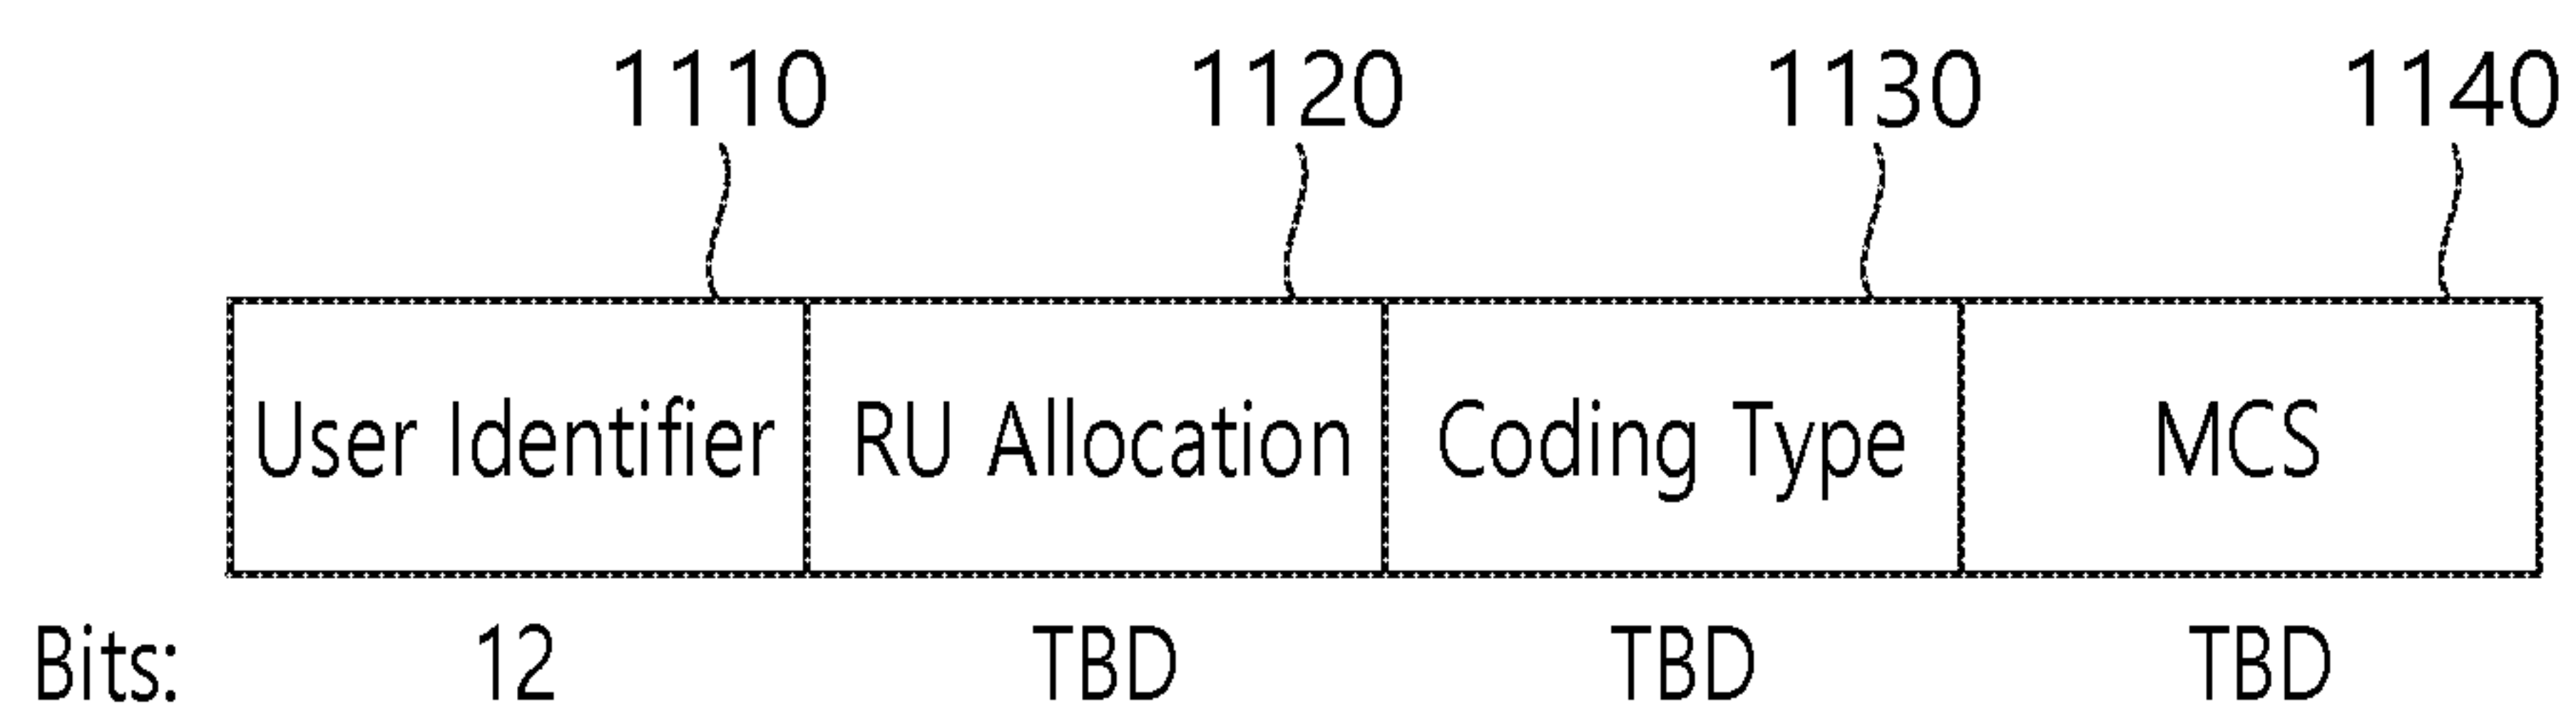 1110 1120 1130 1140
User Identifier RU Allocation Coding Type MCS
Bits: 12 TBD TBD TBD